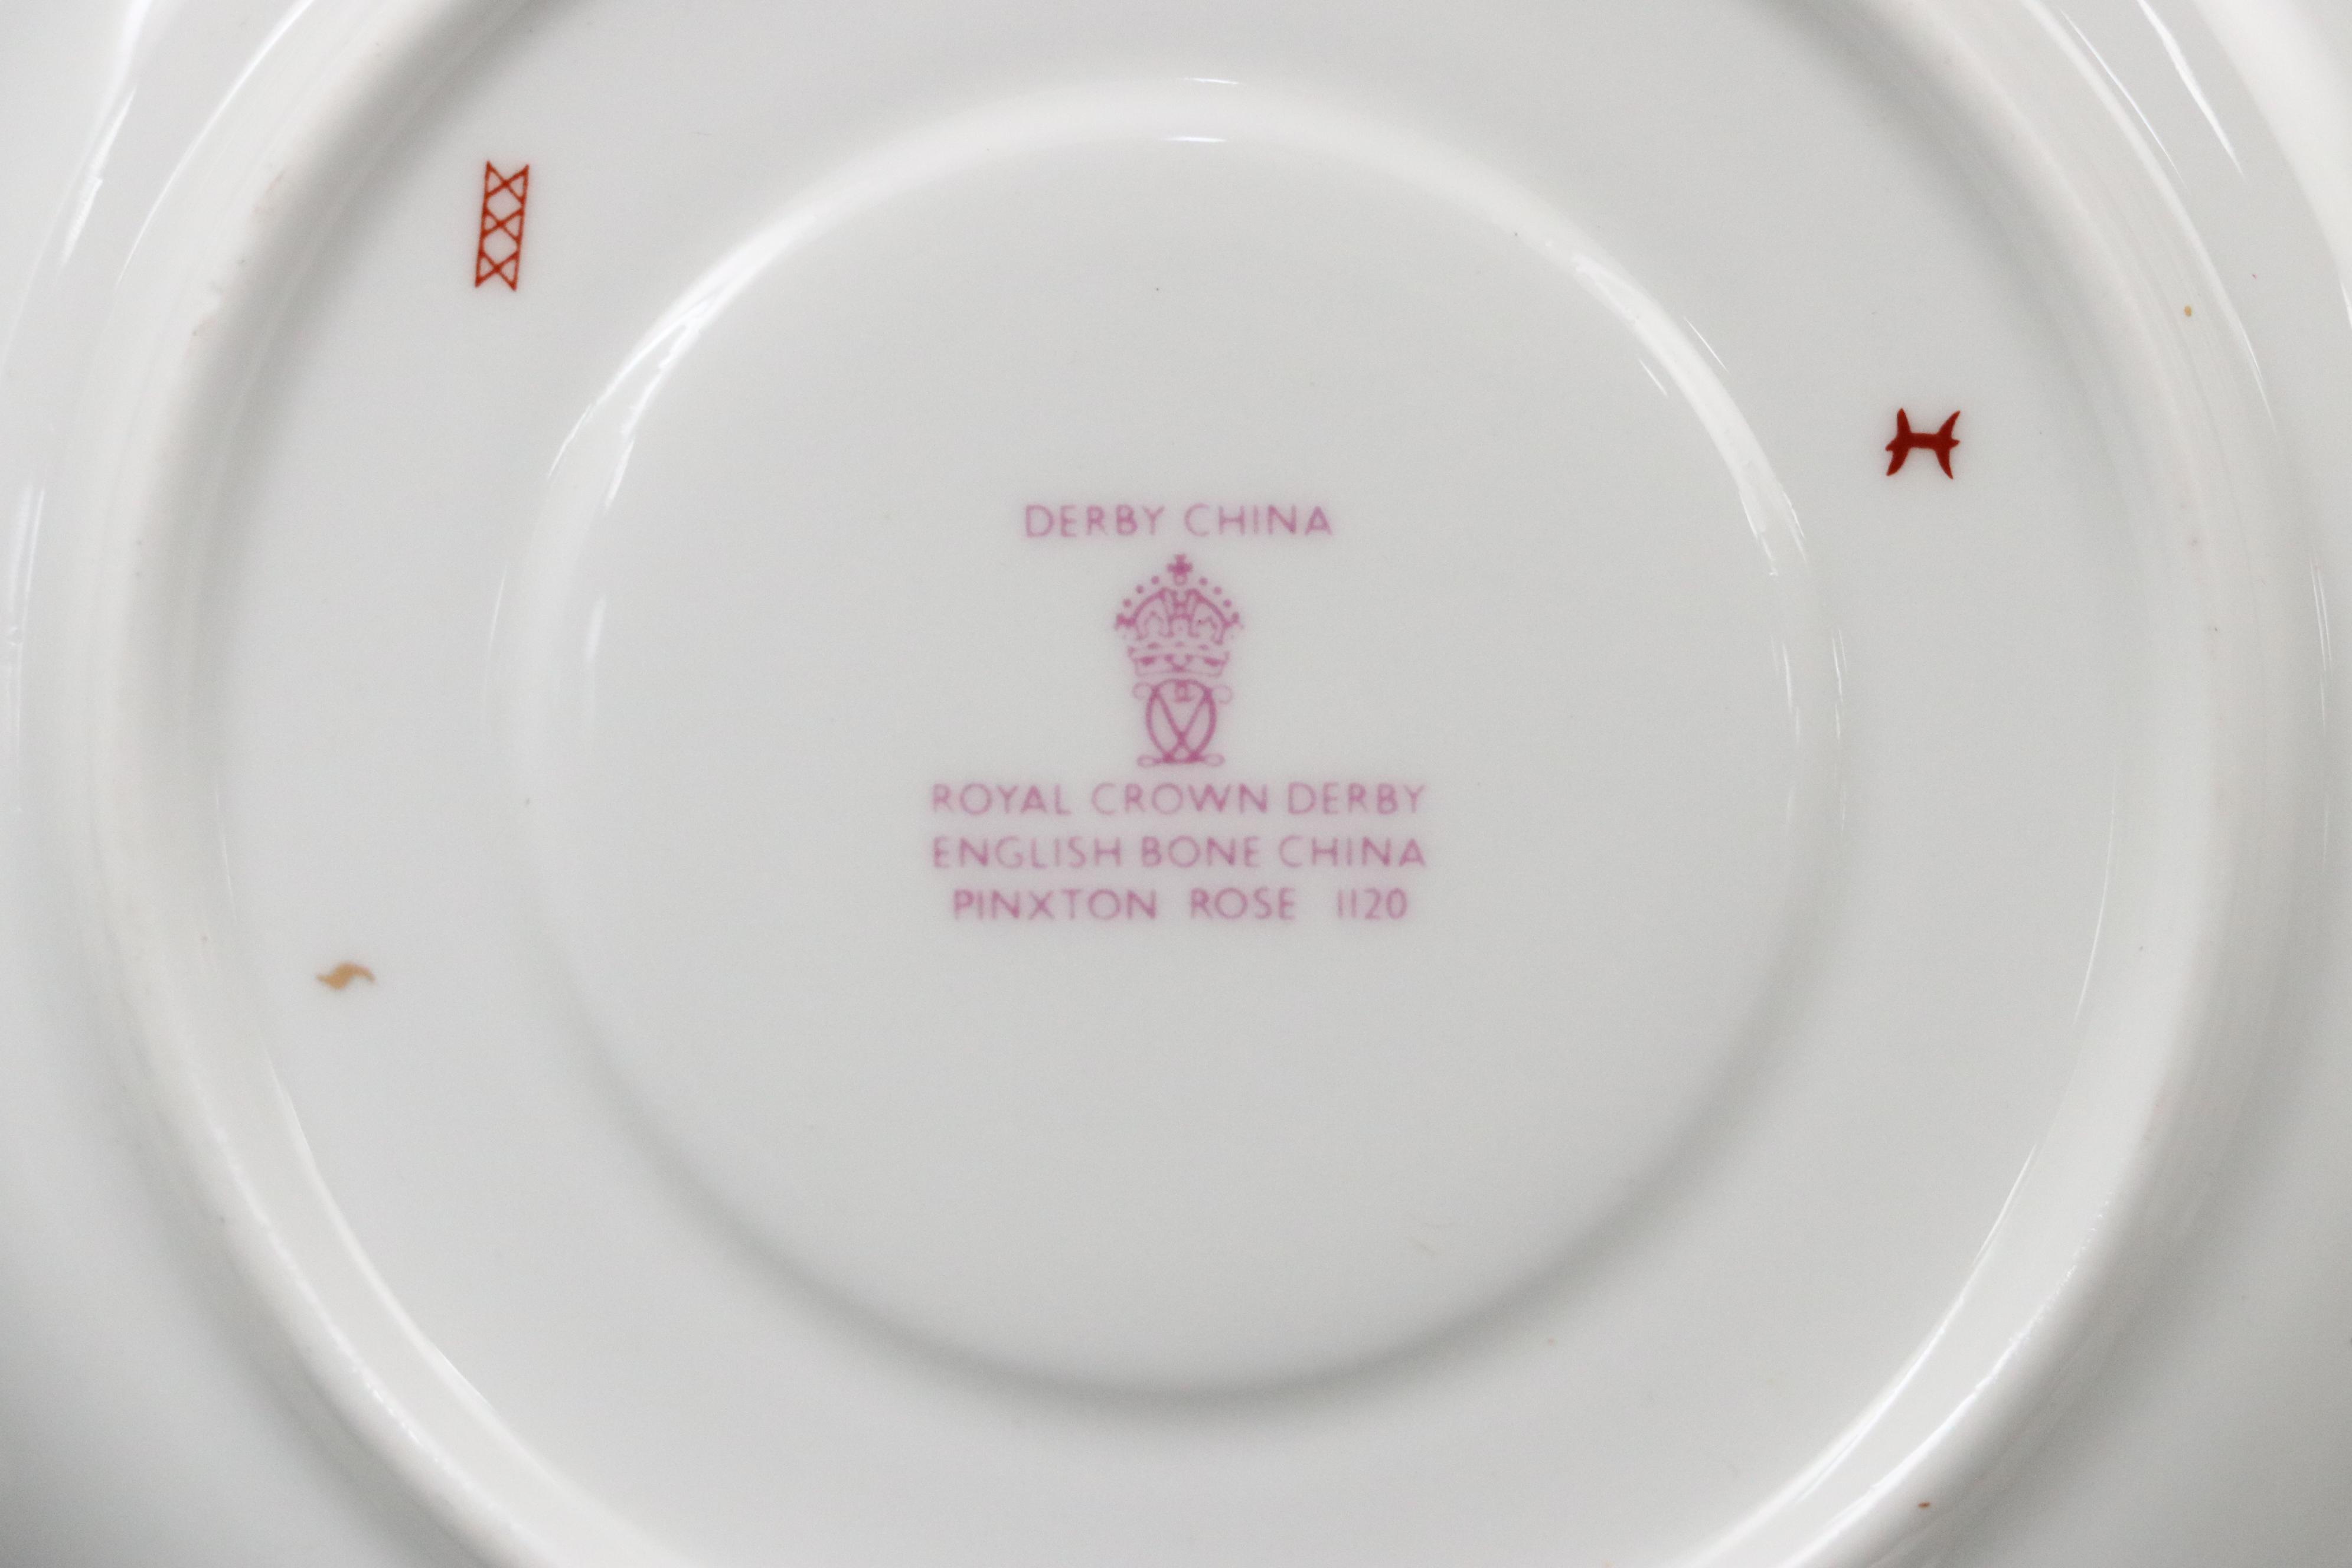 DERBY CHINA
ROYAL CROWN DERBY
ENGLISH BONE CHINA
PINXTON ROSE 1120